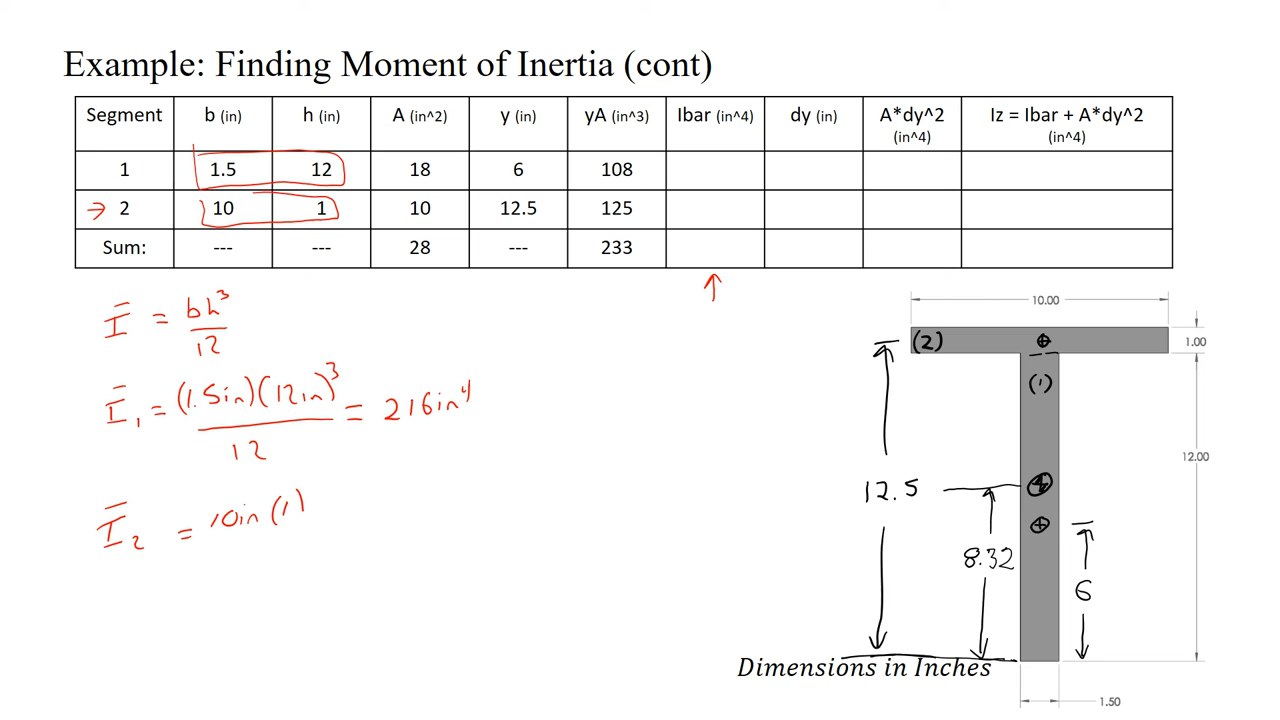 Example: Finding Moment of Inertia (cont)
Segment b (in) h (in) A (in^2) y (in) yA (in^3) Ibar (in^4) dy (in) A*dy^2 (in^4) Iz = Ibar + A*dy^2 (in^4)
1 1.5 12 18 6 108
→ 2 10 1 10 12.5 125
Sum: --- --- 28 --- 233
↑
Ī = bh³/12
Ī₁ = (1.5in)(12in)³/12 = 216in⁴
Ī₂ = 10in(1)
10.00
(2)
1.00
(1)
12.00
12.5
8.32
6
Dimensions in Inches
1.50